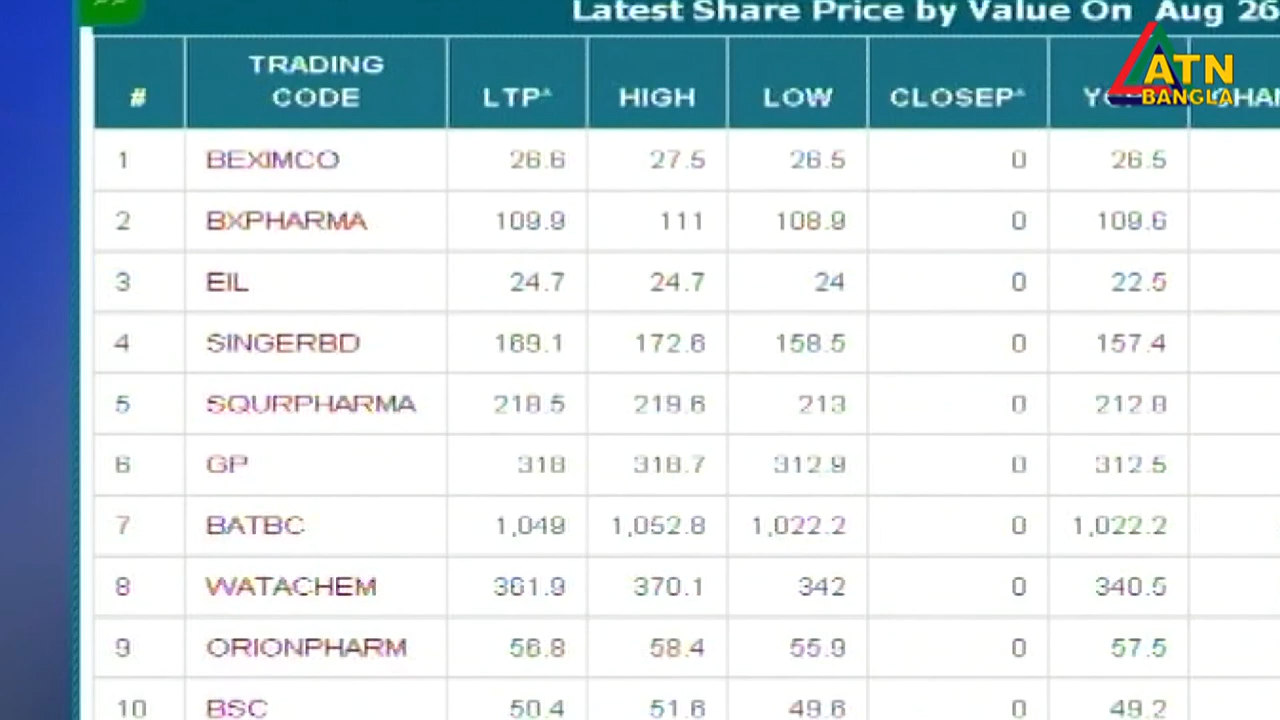 Latest Share Price by Value On Aug 26
# TRADING CODE LTP* HIGH LOW CLOSEP*
ATN
BANGLA
1 BEXIMCO 26.6 27.5 26.5 0 26.5
2 BXPHARMA 109.9 111 108.9 0 109.6
3 EIL 24.7 24.7 24 0 22.5
4 SINGERBD 169.1 172.6 158.5 0 157.4
5 SQURPHARMA 218.5 219.6 213 0 212.8
6 GP 318 318.7 312.9 0 312.5
7 BATBC 1,049 1,052.8 1,022.2 0 1,022.2
8 WATACHEM 361.9 370.1 342 0 340.5
9 ORIONPHARM 56.8 58.4 55.9 0 57.5
10 BSC 50.4 51.6 49.6 0 49.2